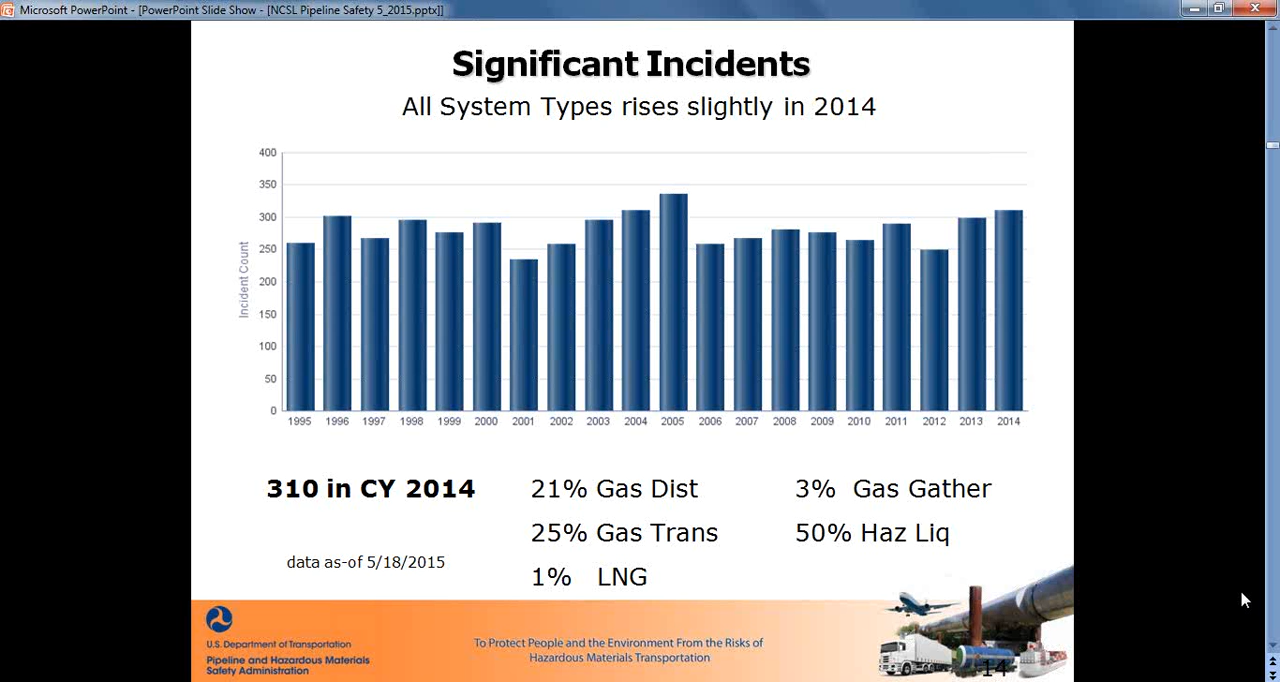 Microsoft PowerPoint - [PowerPoint Slide Show - [NCSL Pipeline Safety 5_2015.pptx]]
Significant Incidents
All System Types rises slightly in 2014
400
350
300
250
200
150
100
50
0
Incident Count
1995 1996 1997 1998 1999 2000 2001 2002 2003 2004 2005 2006 2007 2008 2009 2010 2011 2012 2013 2014
310 in CY 2014 21% Gas Dist 3% Gas Gather
25% Gas Trans 50% Haz Liq
data as-of 5/18/2015
1% LNG
U.S. Department of Transportation
Pipeline and Hazardous Materials
Safety Administration
To Protect People and the Environment From the Risks of
Hazardous Materials Transportation
14